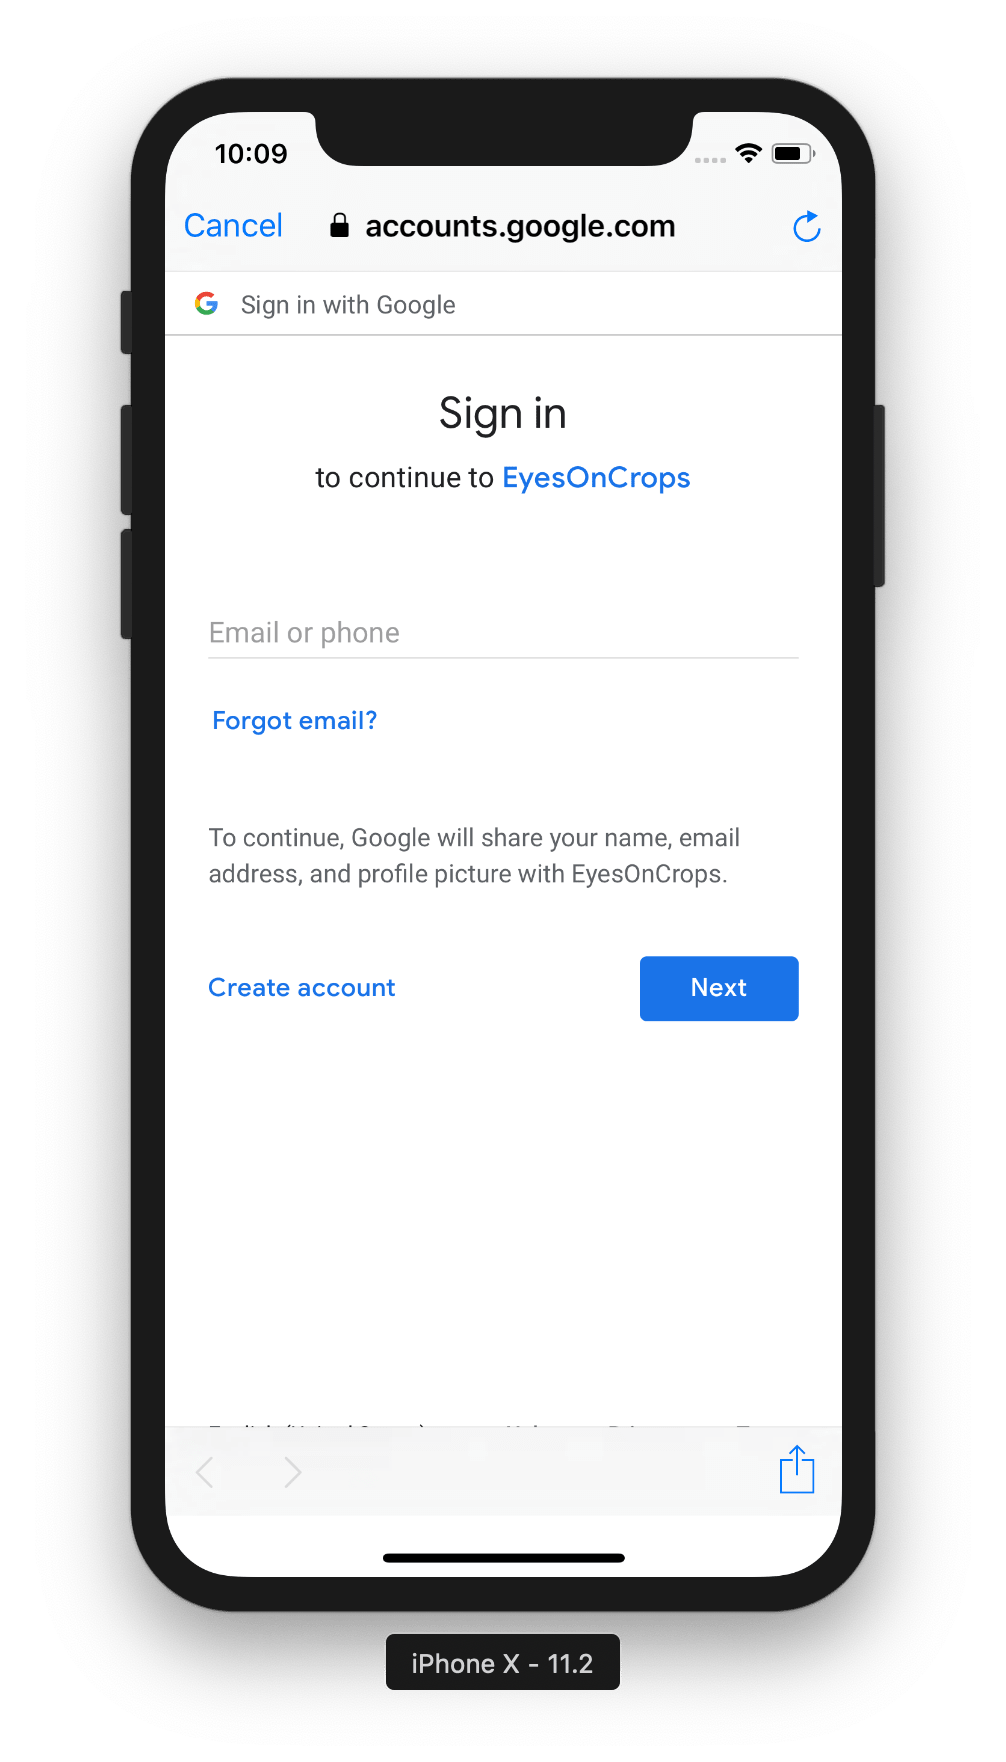 10:09
Cancel accounts.google.com
Sign in with Google
Sign in
to continue to EyesOnCrops
Email or phone
Forgot email?
To continue, Google will share your name, email
address, and profile picture with EyesOnCrops.
Create account Next
iPhone X - 11.2